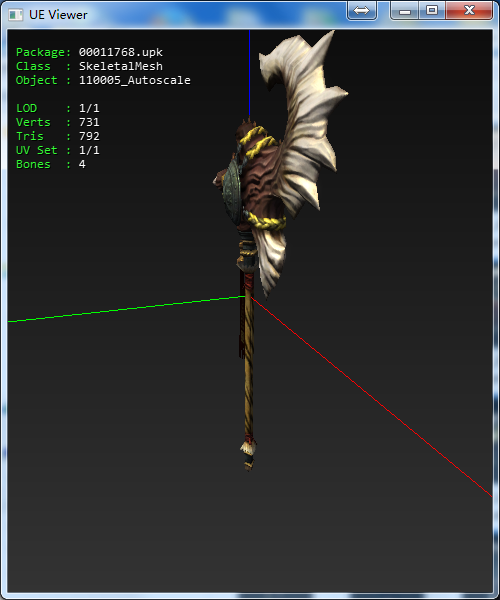 UE Viewer
Package: 00011768.upk
Class : SkeletalMesh
Object : 110005_Autoscale
LOD : 1/1
Verts : 731
Tris : 792
UV Set : 1/1
Bones : 4